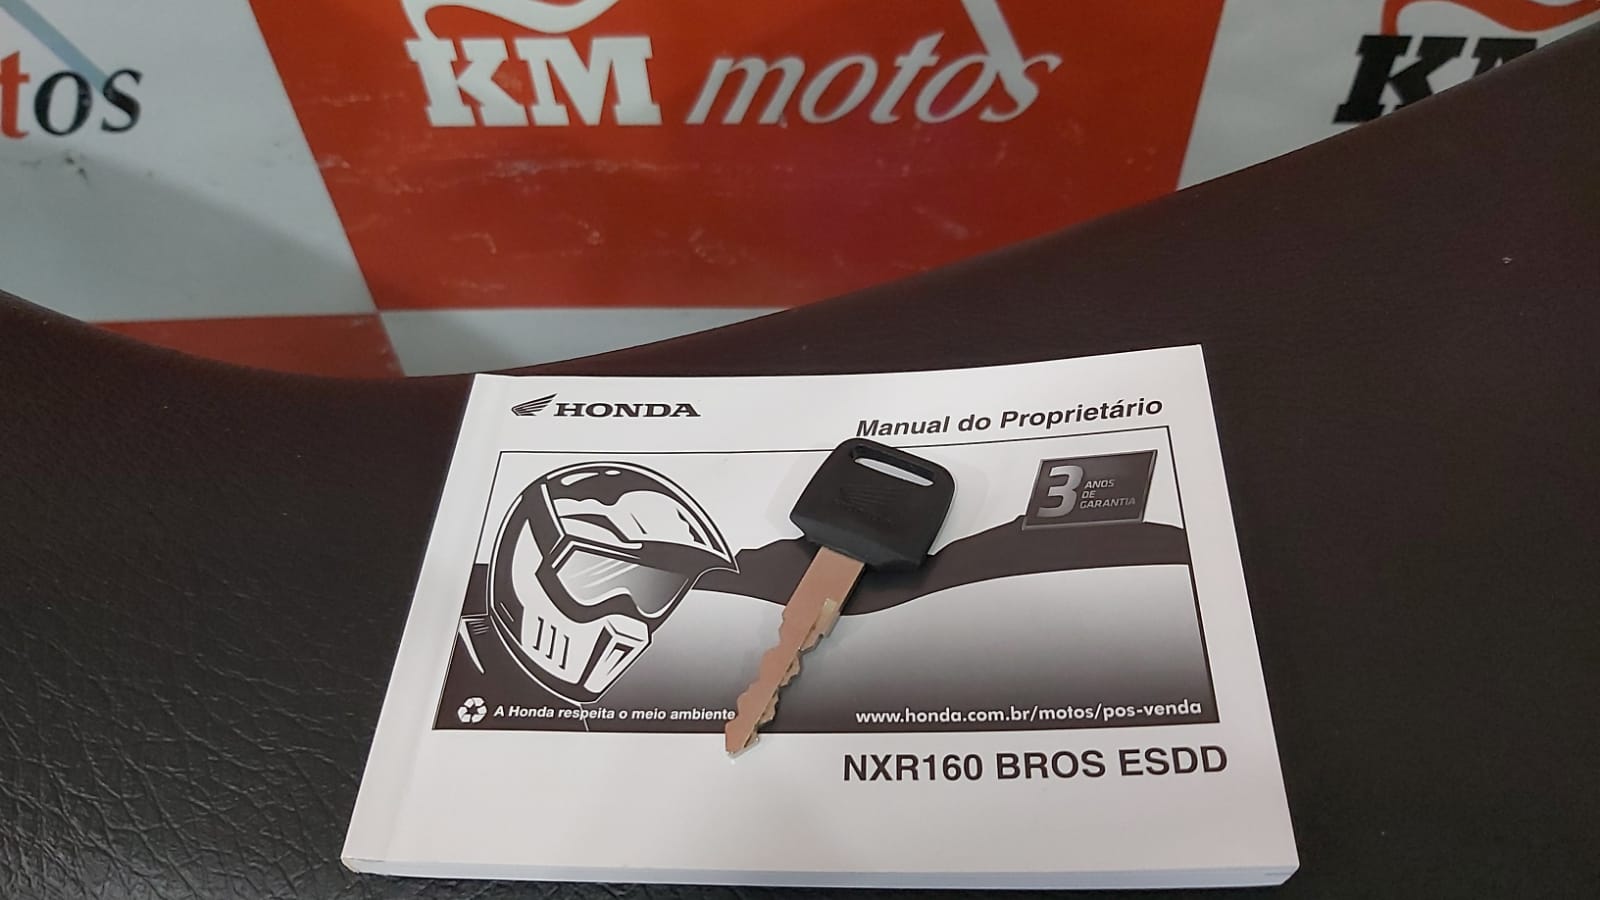 tos
KM motos
KM
HONDA
Manual do Proprietário
3 ANOS
DE
GARANTIA
A Honda respeita o meio ambiente
www.honda.com.br/motos/pos-venda
NXR160 BROS ESDD